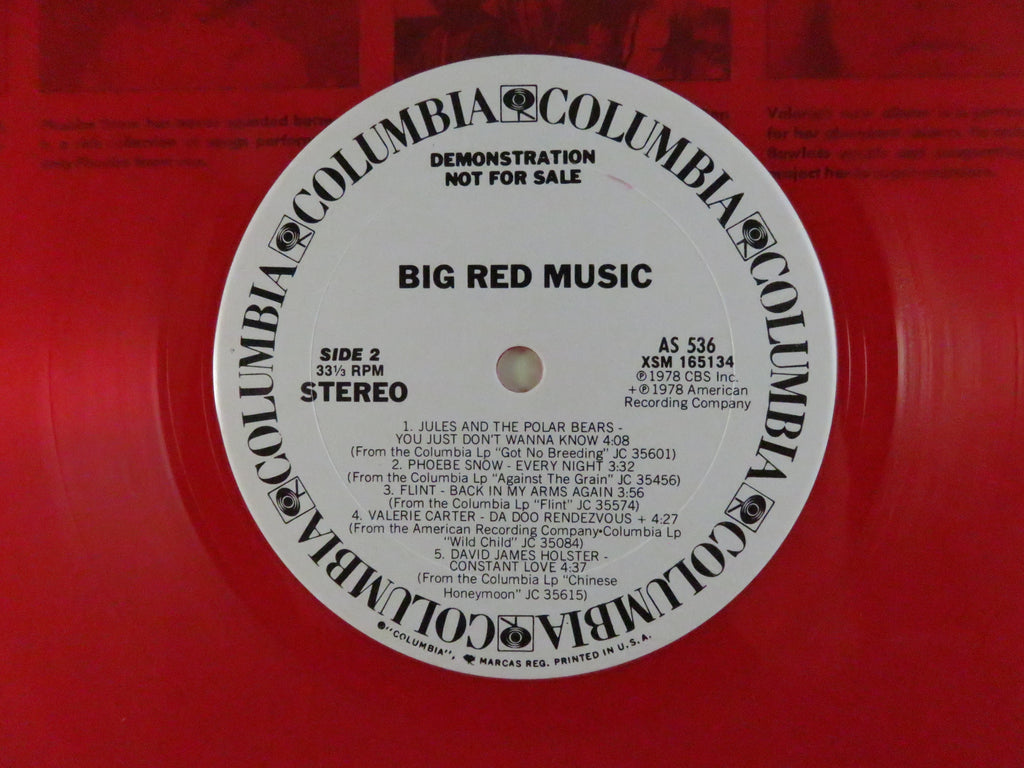 COLUMBIA COLUMBIA COLUMBIA COLUMBIA COLUMBIA COLUMBIA
DEMONSTRATION
NOT FOR SALE
BIG RED MUSIC
SIDE 2
33⅓ RPM
STEREO
AS 536
XSM 165134
℗1978 CBS Inc.
+℗1978 American
Recording Company
1. JULES AND THE POLAR BEARS -
YOU JUST DON'T WANNA KNOW 4:08
(From the Columbia Lp "Got No Breeding" JC 35601)
2. PHOEBE SNOW - EVERY NIGHT 3:32
(From the Columbia Lp "Against The Grain" JC 35456)
3. FLINT - BACK IN MY ARMS AGAIN 3:56
(From the Columbia Lp "Flint" JC 35574)
4. VALERIE CARTER - DA DOO RENDEZVOUS + 4:27
(From the American Recording Company•Columbia Lp
"Wild Child" JC 35084)
5. DAVID JAMES HOLSTER -
CONSTANT LOVE 4:37
(From the Columbia Lp "Chinese
Honeymoon" JC 35615)
"COLUMBIA", MARCAS REG. PRINTED IN U.S.A.